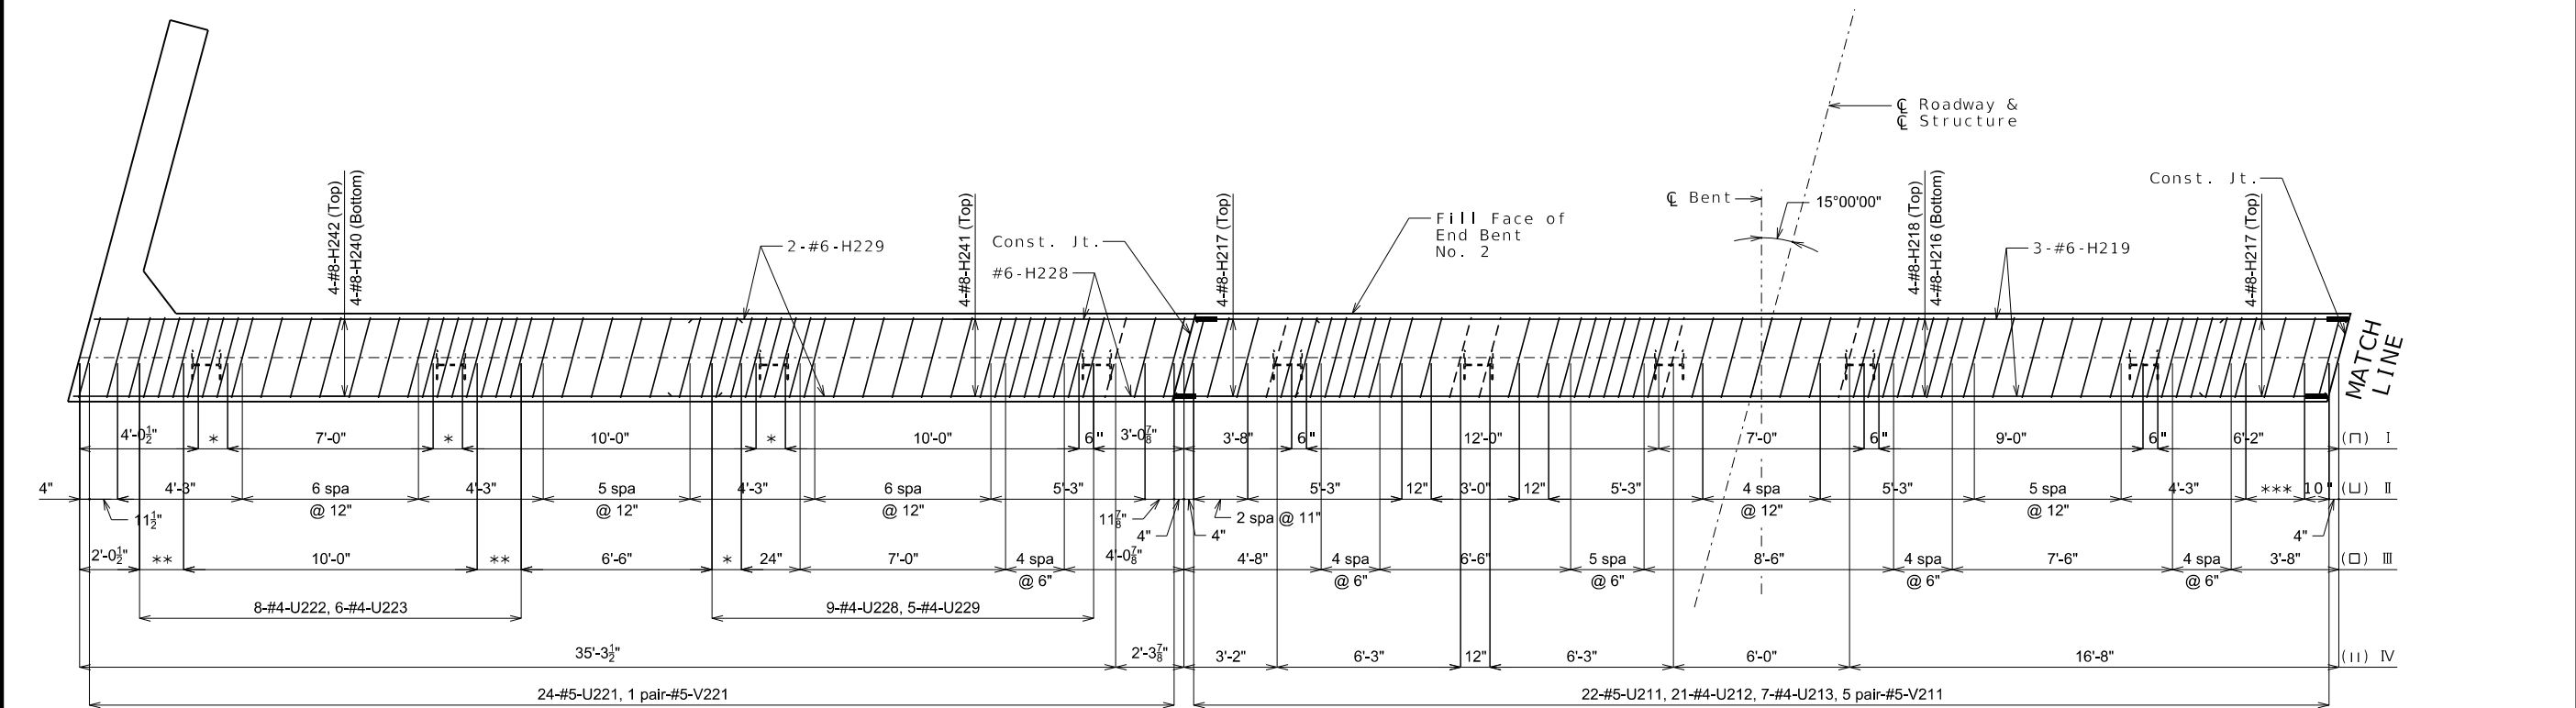 ℄ Roadway &
℄ Structure
℄ Bent
15°00'00"
Const. Jt.
4-#8-H242 (Top)
4-#8-H240 (Bottom)
2-#6-H229
4-#8-H241 (Top)
Const. Jt.
#6-H228
4-#8-H217 (Top)
Fill Face of
End Bent
No. 2
4-#8-H218 (Top)
4-#8-H216 (Bottom)
3-#6-H219
4-#8-H217 (Top)
MATCH
LINE
4'-0½" * 7'-0" * 10'-0" * 10'-0" 6" 3'-0⅞" 3'-8" 6" 12'-0" 7'-0" 6" 9'-0" 6" 6'-2" (⊓) I
4" 4'-3" 6 spa 4'-3" 5 spa 4'-3" 6 spa 5'-3" 5'-3" 12" 3'-0" 12" 5'-3" 4 spa 5'-3" 5 spa 4'-3" *** 10" (⊔) II
11½" @ 12" @ 12" @ 12" 11⅞" 2 spa @ 11" @ 12" @ 12"
4" 4" 4"
2'-0½" ** 10'-0" ** 6'-6" * 24" 7'-0" 4 spa 4'-0⅞" 4'-8" 4 spa 6'-6" 5 spa 8'-6" 4 spa 7'-6" 4 spa 3'-8" (□) III
@ 6" @ 6" @ 6" @ 6" @ 6"
8-#4-U222, 6-#4-U223 9-#4-U228, 5-#4-U229
35'-3½" 2'-3⅞" 3'-2" 6'-3" 12" 6'-3" 6'-0" 16'-8" (II) IV
24-#5-U221, 1 pair-#5-V221 22-#5-U211, 21-#4-U212, 7-#4-U213, 5 pair-#5-V211